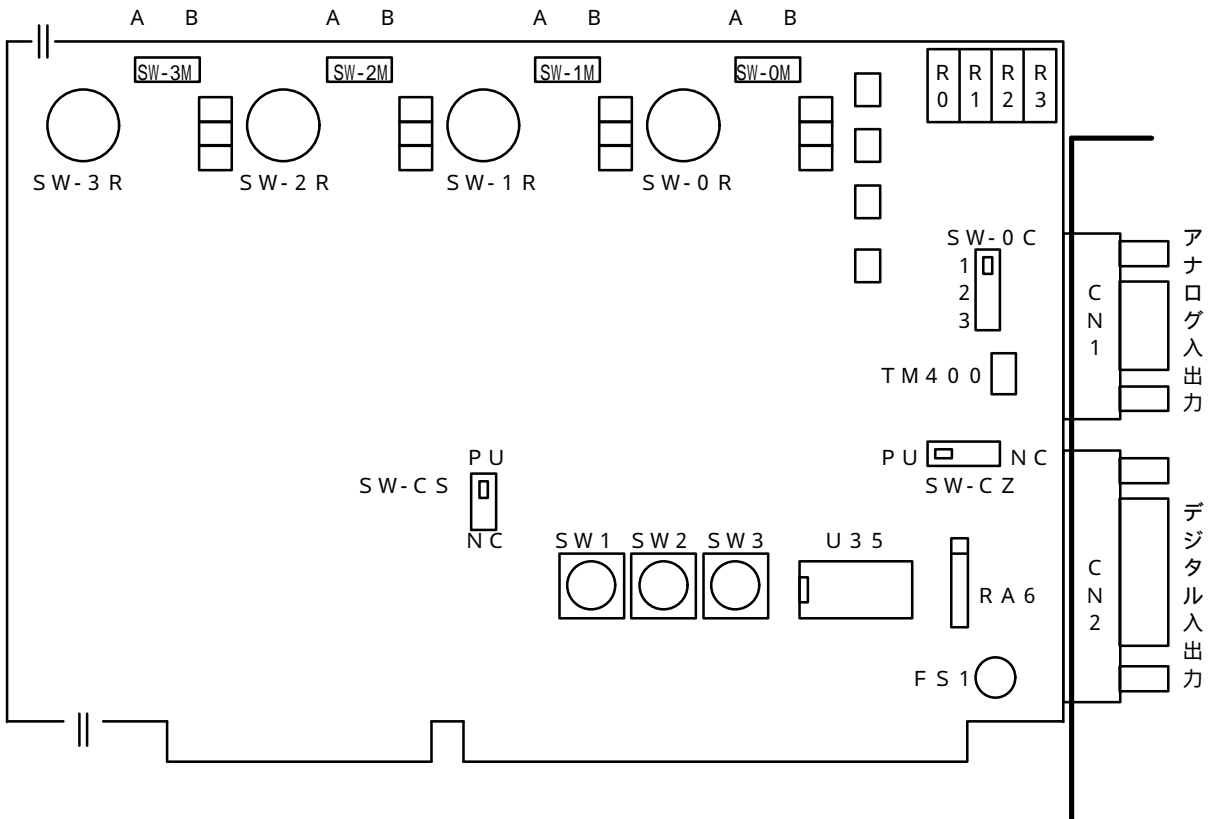 A B A B A B A B
SW-3M SW-2M SW-1M SW-0M
R0 R1 R2 R3
SW-3R SW-2R SW-1R SW-0R
SW-0C
1
2
3
CN1
アナログ入出力
TM400
PU NC
SW-CZ
PU
SW-CS
NC
SW1 SW2 SW3 U35
RA6
CN2
デジタル入出力
FS1